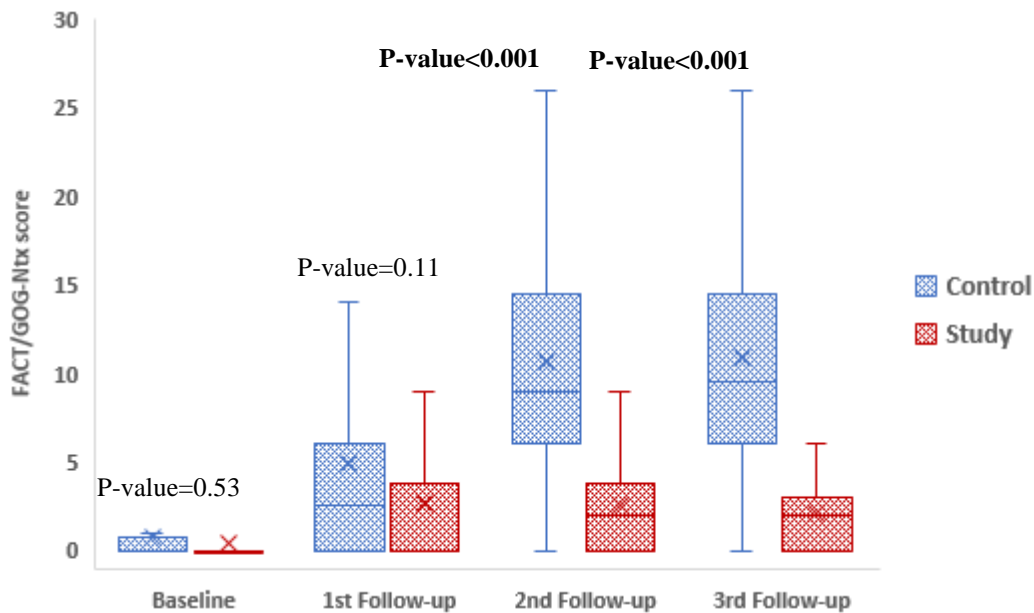 30
P-value<0.001 P-value<0.001
25
20
P-value=0.11
15
Control
Study
10
5
P-value=0.53
0
FACT/GOG-Ntx score
Baseline 1st Follow-up 2nd Follow-up 3rd Follow-up